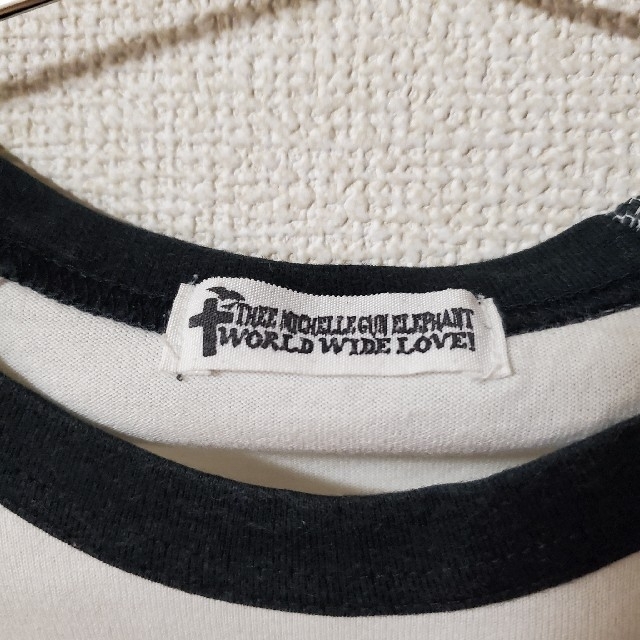 THEE MICHELLE GUN ELEPHANT
WORLD WIDE LOVE!